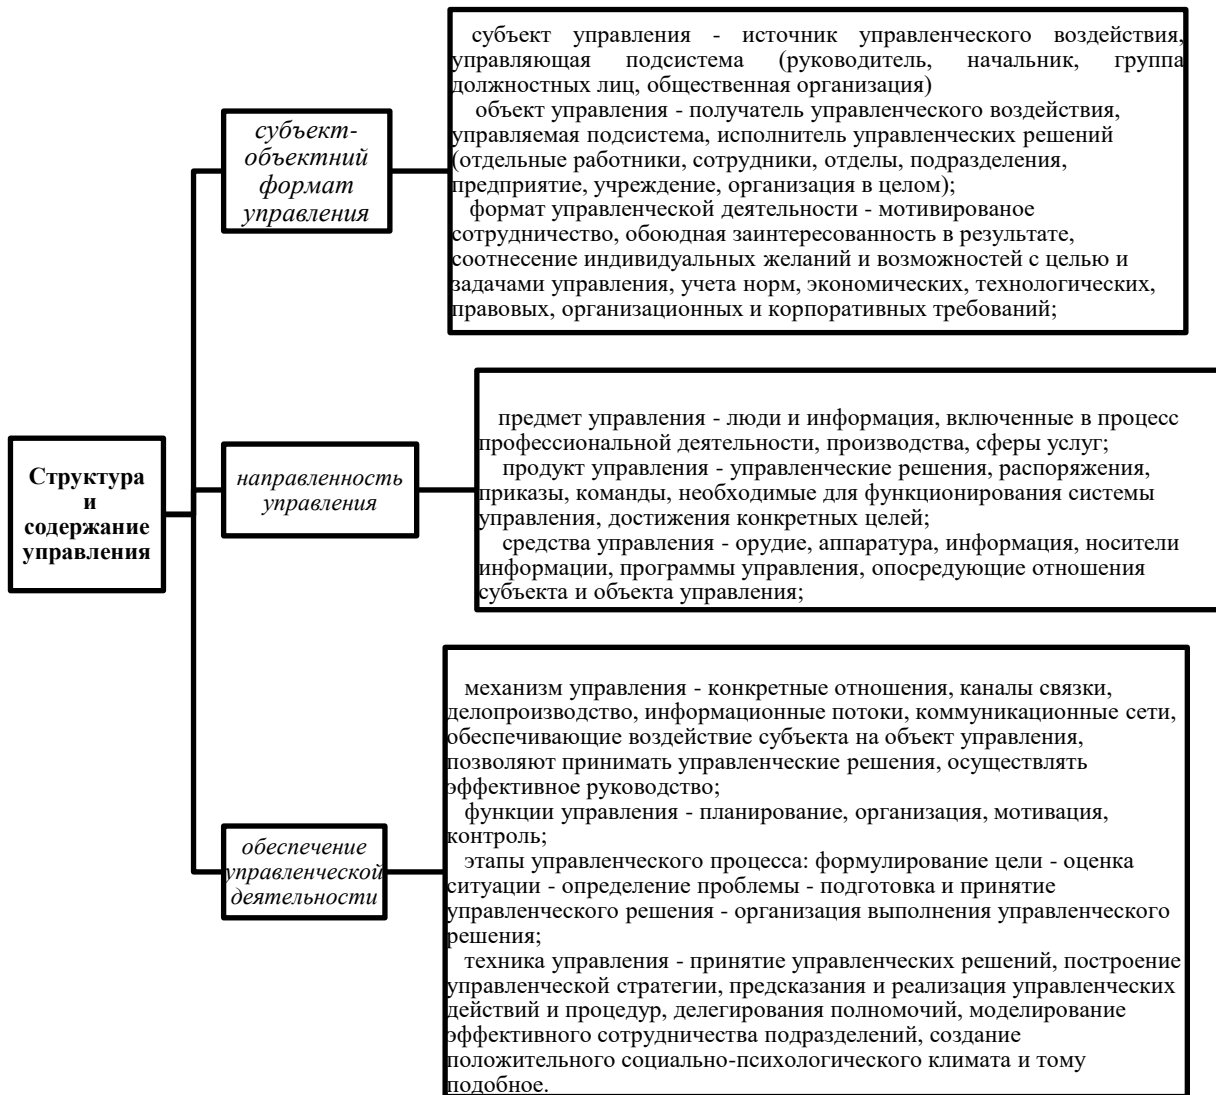 субъект управления - источник управленческого воздействия,
управляющая подсистема (руководитель, начальник, группа
должностных лиц, общественная организация)
объект управления - получатель управленческого воздействия,
управляемая подсистема, исполнитель управленческих решений
(отдельные работники, сотрудники, отделы, подразделения,
предприятие, учреждение, организация в целом);
формат управленческой деятельности - мотивированое
сотрудничество, обоюдная заинтересованность в результате,
соотнесение индивидуальных желаний и возможностей с целью и
задачами управления, учета норм, экономических, технологических,
правовых, организационных и корпоративных требований;
субъект-
объектний
формат
управления
предмет управления - люди и информация, включенные в процесс
профессиональной деятельности, производства, сферы услуг;
продукт управления - управленческие решения, распоряжения,
приказы, команды, необходимые для функционирования системы
управления, достижения конкретных целей;
средства управления - орудие, аппаратура, информация, носители
информации, программы управления, опосредующие отношения
субъекта и объекта управления;
Структура
и
содержание
управления
направленность
управления
механизм управления - конкретные отношения, каналы связки,
делопроизводство, информационные потоки, коммуникационные сети,
обеспечивающие воздействие субъекта на объект управления,
позволяют принимать управленческие решения, осуществлять
эффективное руководство;
функции управления - планирование, организация, мотивация,
контроль;
этапы управленческого процесса: формулирование цели - оценка
ситуации - определение проблемы - подготовка и принятие
управленческого решения - организация выполнения управленческого
решения;
техника управления - принятие управленческих решений, построение
управленческой стратегии, предсказания и реализация управленческих
действий и процедур, делегирования полномочий, моделирование
эффективного сотрудничества подразделений, создание
положительного социально-психологического климата и тому
подобное.
обеспечение
управленческой
деятельности